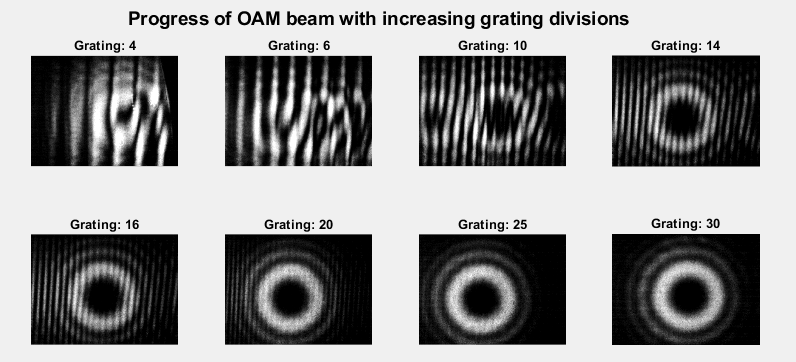 Progress of OAM beam with increasing grating divisions
Grating: 4
Grating: 6
Grating: 10
Grating: 14
Grating: 16
Grating: 20
Grating: 25
Grating: 30